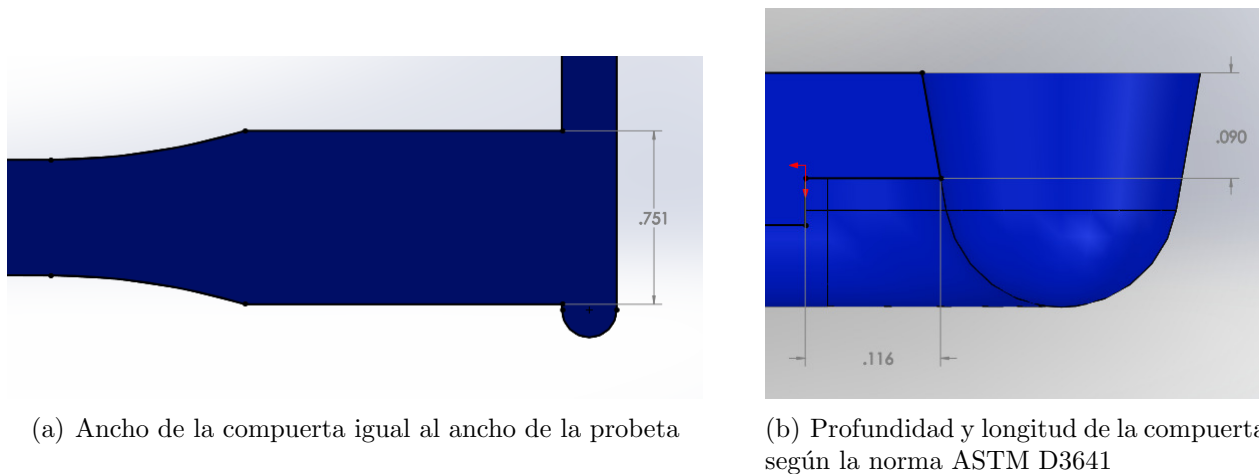 .751
.090
.116
(a) Ancho de la compuerta igual al ancho de la probeta
(b) Profundidad y longitud de la compuerta
según la norma ASTM D3641